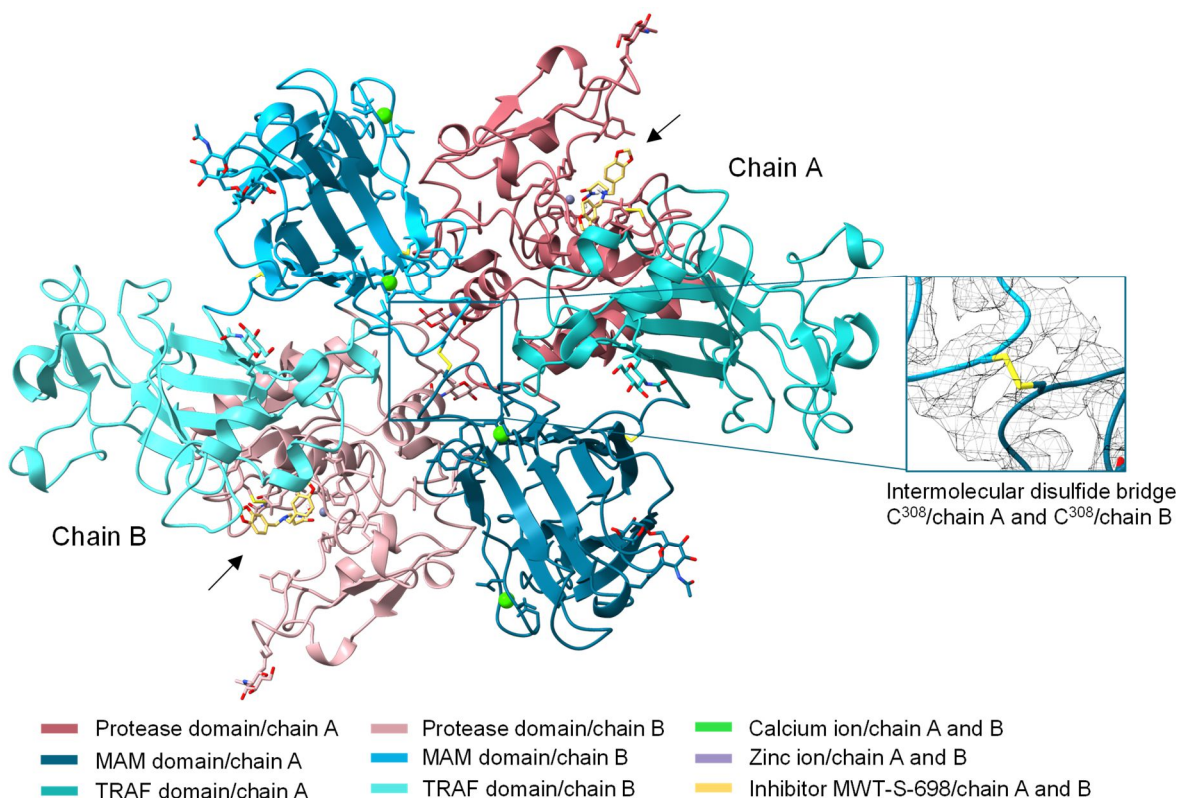 Chain A
Intermolecular disulfide bridge
C³⁰⁸/chain A and C³⁰⁸/chain B
Chain B
Protease domain/chain A
Protease domain/chain B
Calcium ion/chain A and B
MAM domain/chain A
MAM domain/chain B
Zinc ion/chain A and B
TRAF domain/chain A
TRAF domain/chain B
Inhibitor MWT-S-698/chain A and B